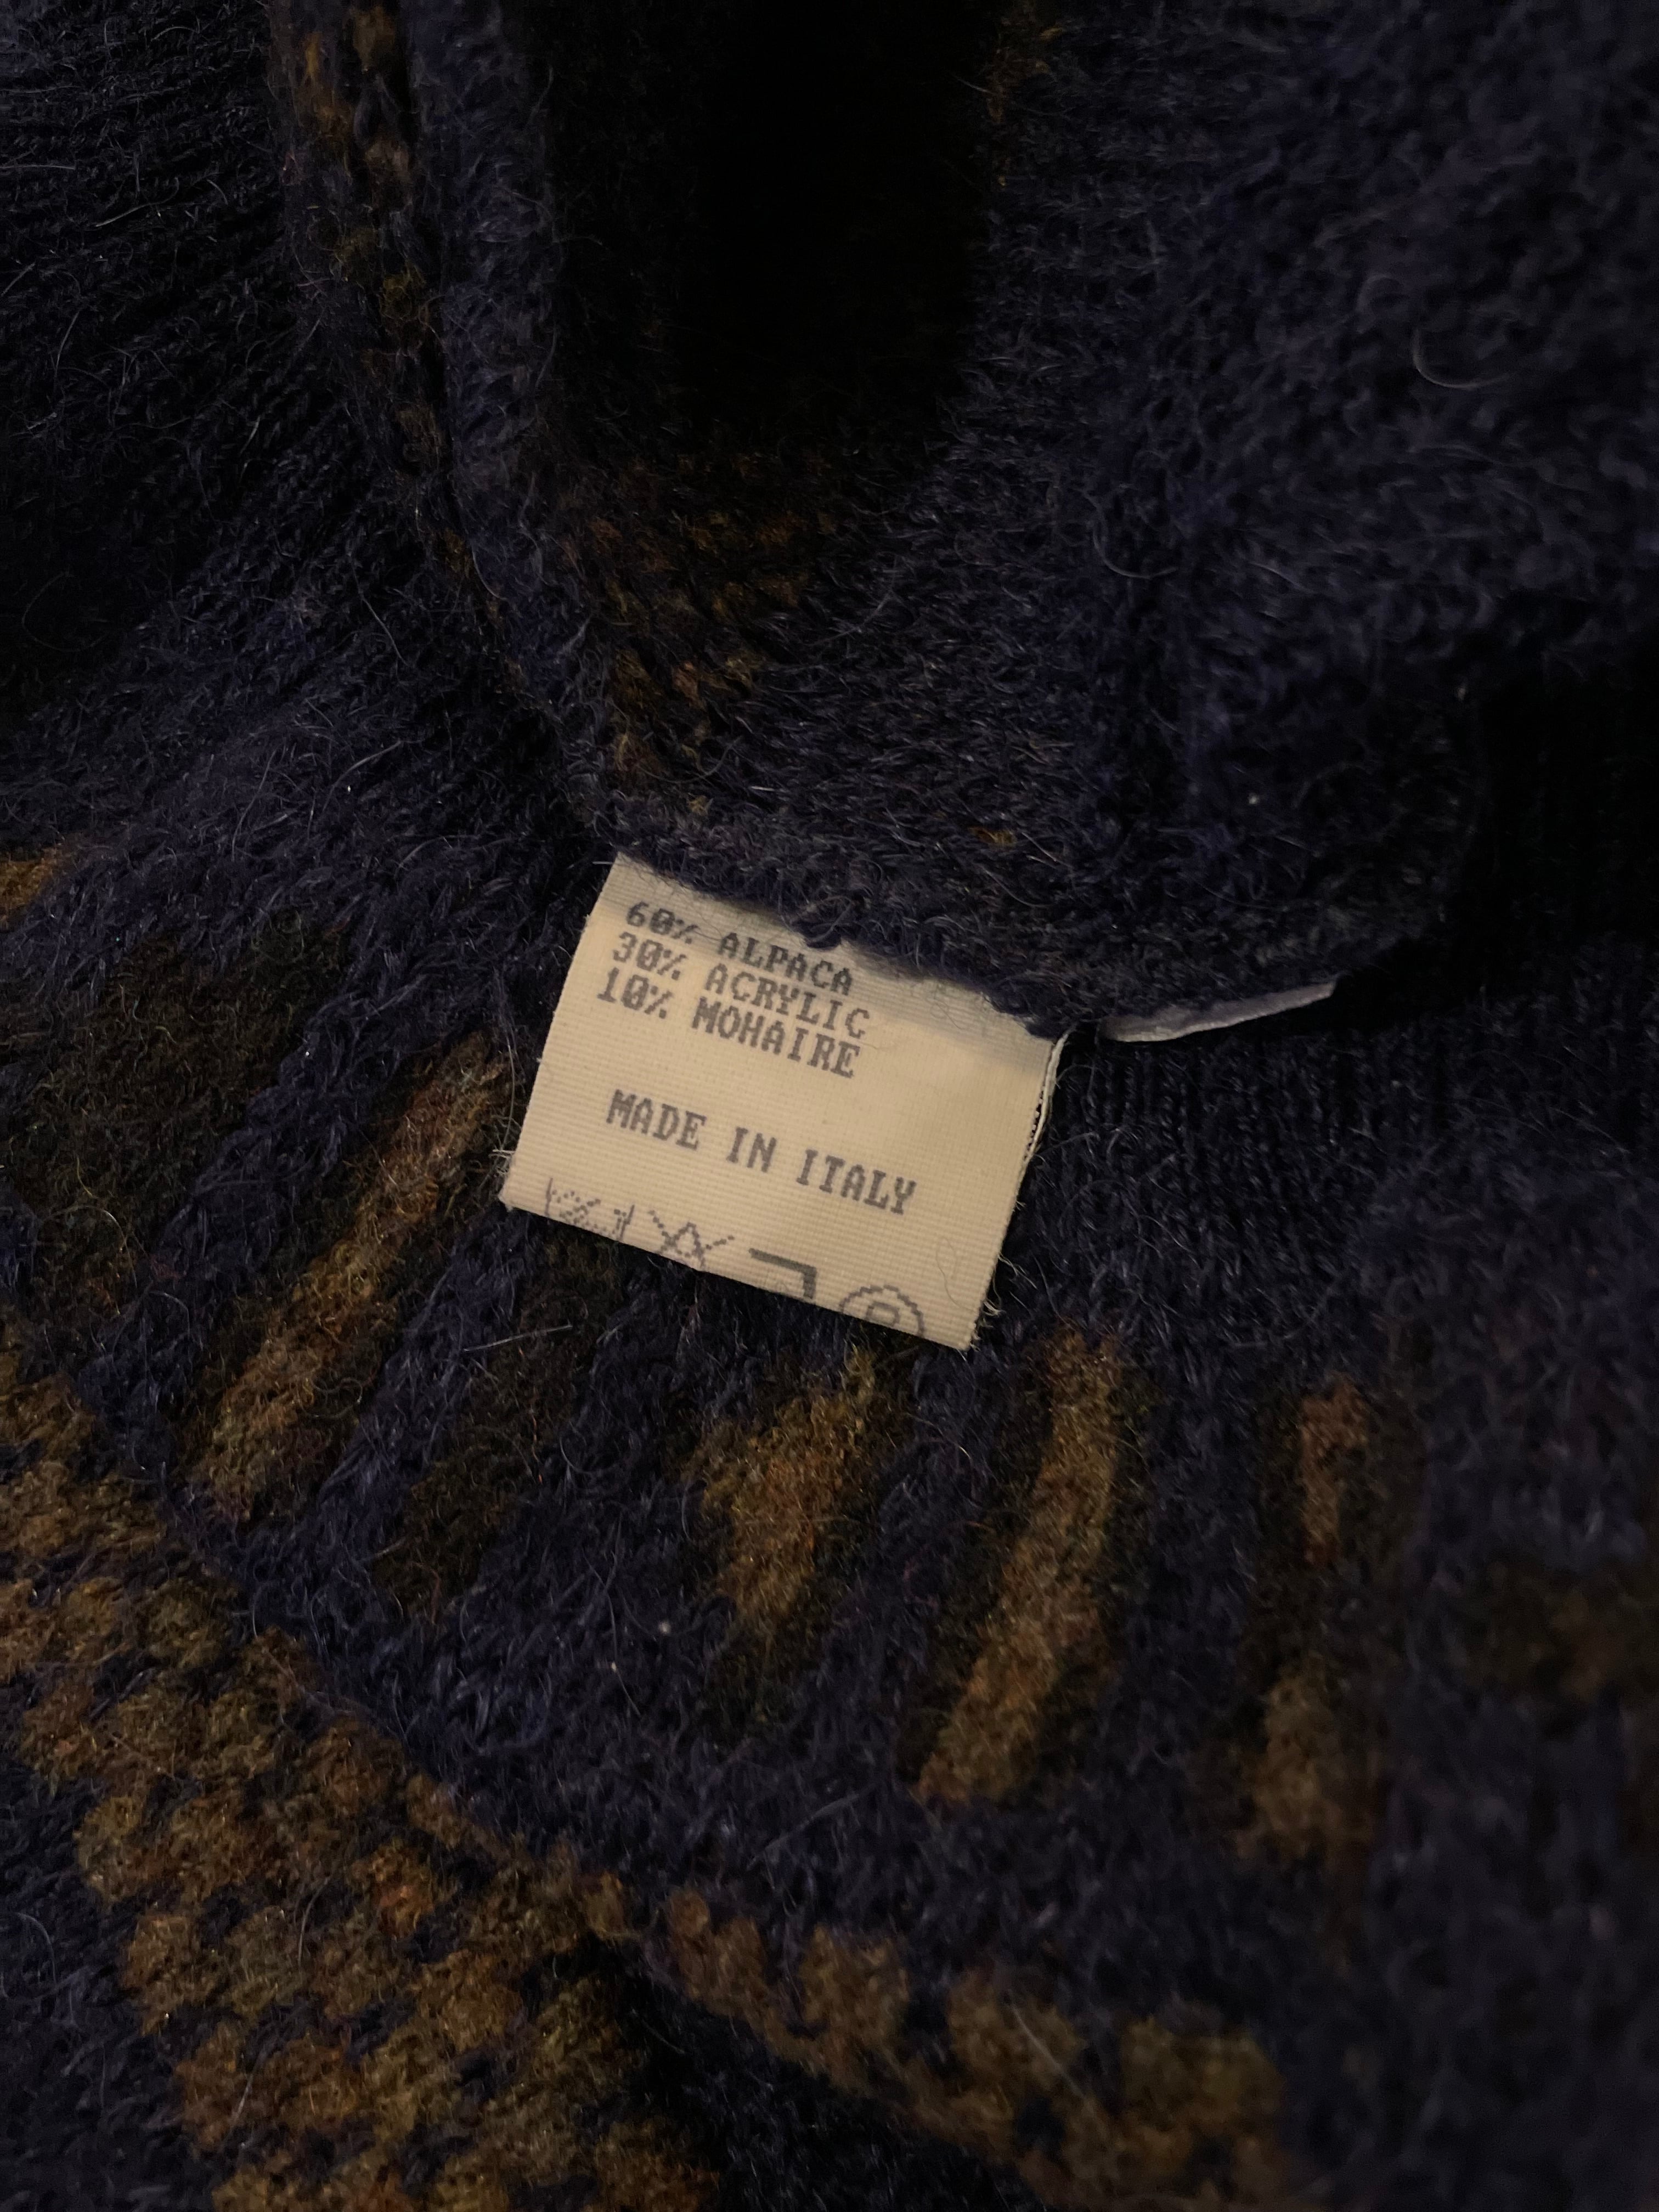 60% ALPACA
30% ACRYLIC
10% MOHAIRE
MADE IN ITALY
P